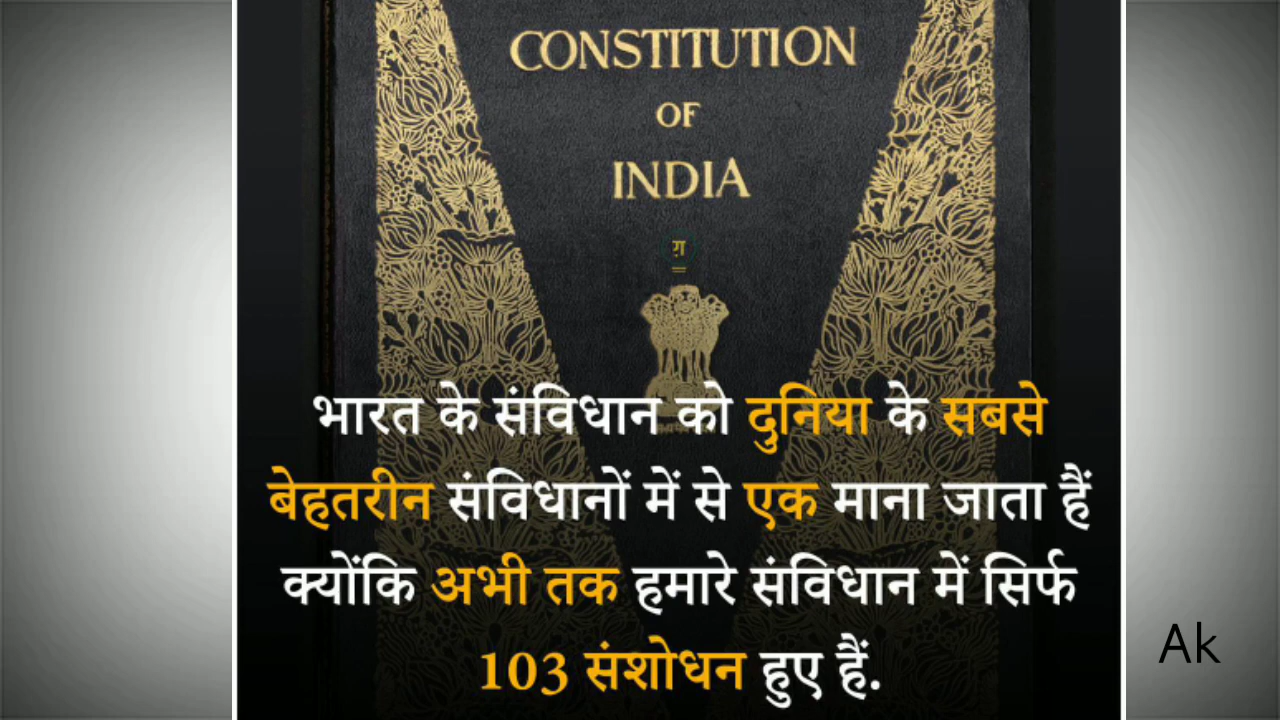 CONSTITUTION
OF
INDIA
भारत के संविधान को दुनिया के सबसे
बेहतरीन संविधानों में से एक माना जाता हैं
क्योंकि अभी तक हमारे संविधान में सिर्फ
103 संशोधन हुए हैं.
Ak